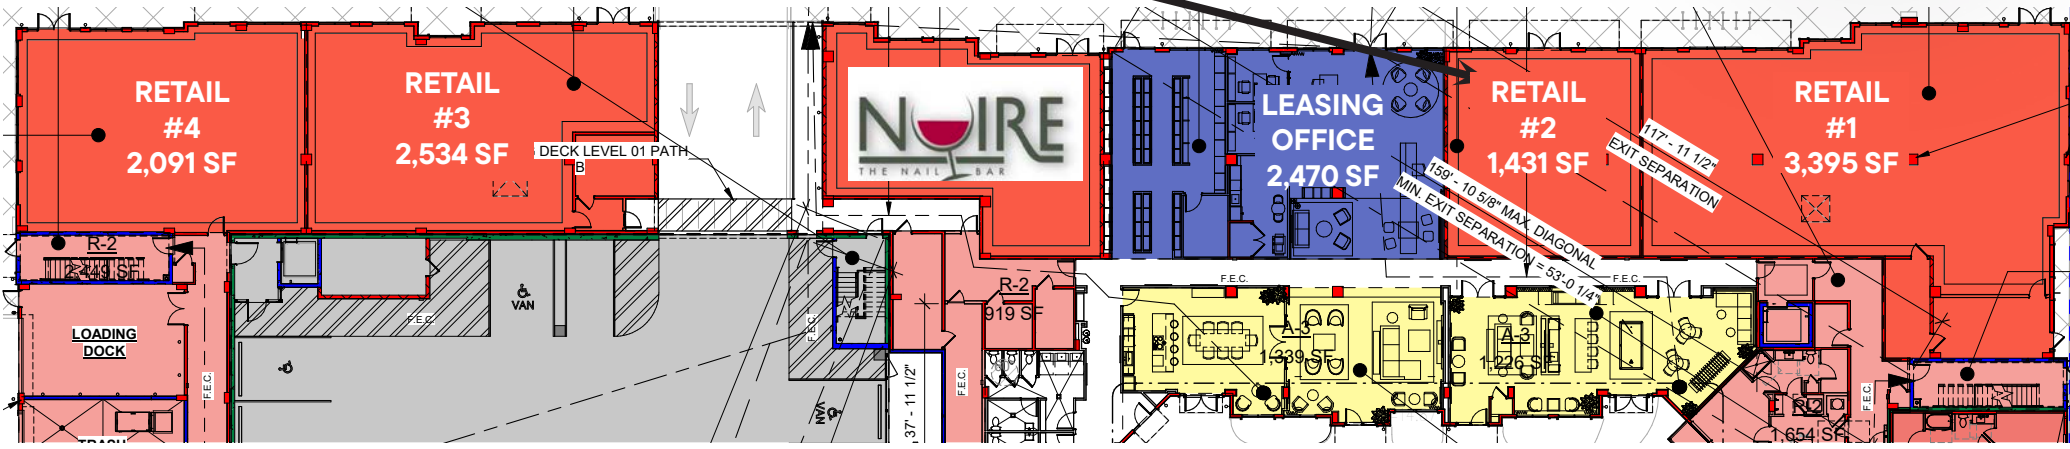 RETAIL
#4
2,091 SF
RETAIL
#3
2,534 SF
DECK LEVEL 01 PATH
B
NOIRE
THE NAIL BAR
LEASING
OFFICE
2,470 SF
RETAIL
#2
1,431 SF
RETAIL
#1
3,395 SF
117' - 11 1/2"
EXIT SEPARATION
159' - 10 5/8" MAX. DIAGONAL
MIN. EXIT SEPARATION = 53'-0 1/4"
R-2
2,449 SF
LOADING
DOCK
TRASH
F.E.C.
F.E.C.
VAN
F.E.C.
VAN
37' - 11 1/2"
F.E.C.
R-2
919 SF
F.E.C.
A-3
1,339 SF
A-3
1,226 SF
F.E.C.
F.E.C.
R-2
1,654 SF